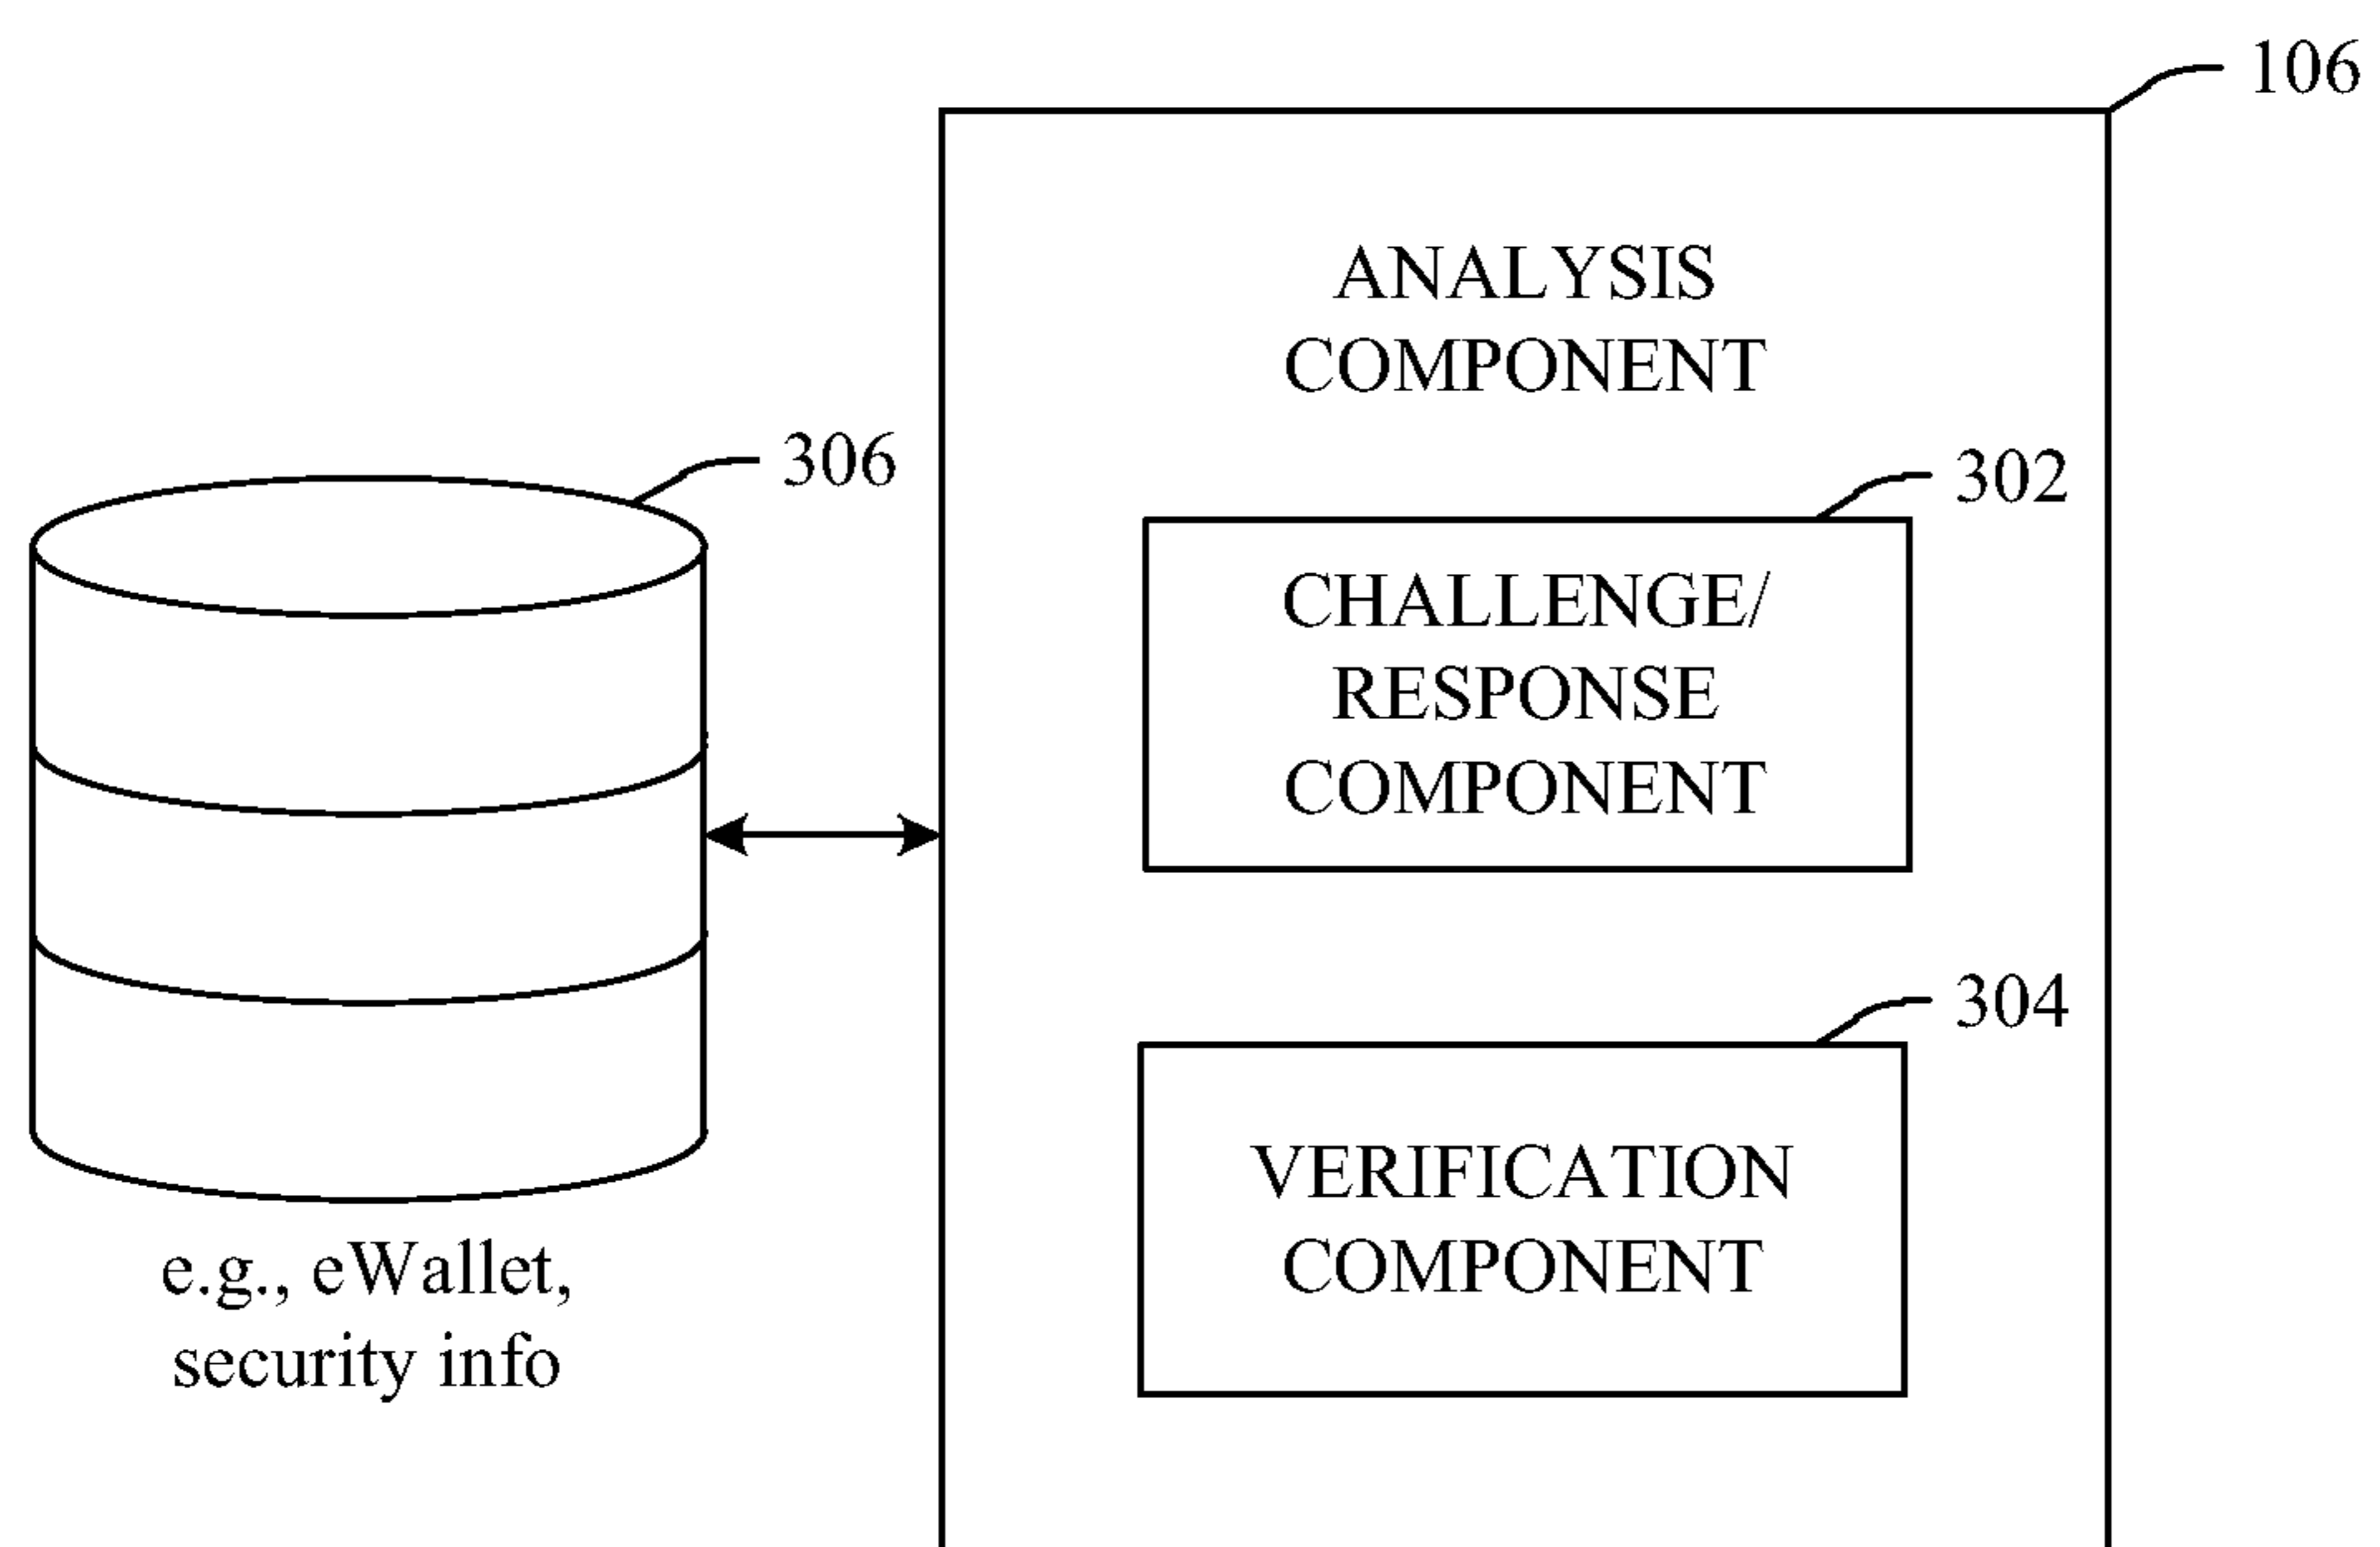 106
ANALYSIS
COMPONENT
306
302
CHALLENGE/
RESPONSE
COMPONENT
304
VERIFICATION
COMPONENT
e.g., eWallet,
security info